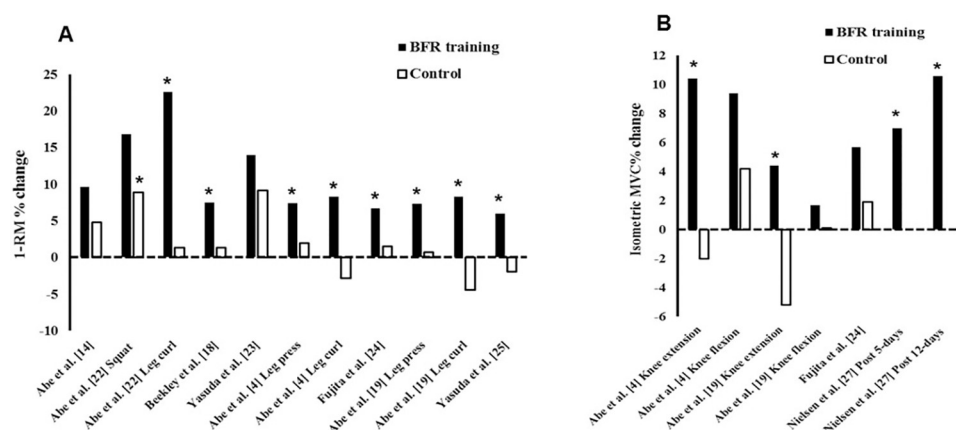 A
BFR training
Control
1-RM % change
25
20
15
10
5
0
-5
-10
*
*
*
*
*
*
*
*
*
*
Abe et al. [14]
Abe et al. [22] Squat
Abe et al. [22] Leg curl
Beckley et al. [18]
Yasuda et al. [23]
Abe et al. [4] Leg press
Abe et al. [4] Leg curl
Fujita et al. [24]
Abe et al. [19] Leg press
Abe et al. [19] Leg curl
Yasuda et al. [25]
B
BFR training
Control
Isometric MVC% change
12
10
8
6
4
2
0
-2
-4
-6
*
*
*
*
Abe et al. [4] Knee extension
Abe et al. [4] Knee flexion
Abe et al. [19] Knee extension
Abe et al. [19] Knee flexion
Fujita et al. [24]
Nielsen et al. [27] Post 5-days
Nielsen et al. [27] Post 12-days